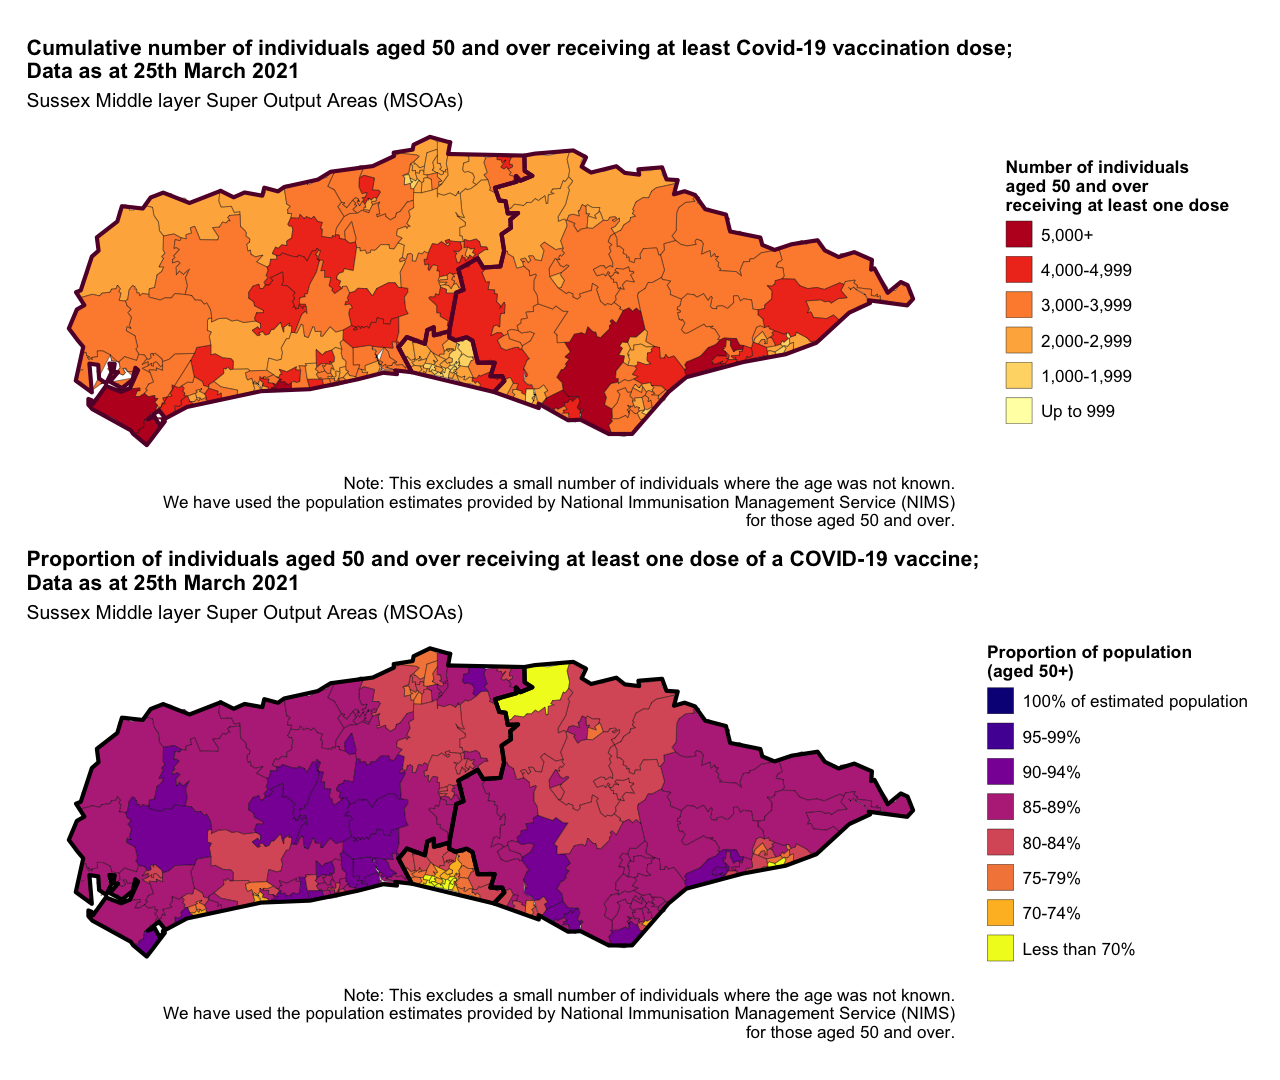 Cumulative number of individuals aged 50 and over receiving at least Covid-19 vaccination dose;
Data as at 25th March 2021
Sussex Middle layer Super Output Areas (MSOAs)
Number of individuals
aged 50 and over
receiving at least one dose
5,000+
4,000-4,999
3,000-3,999
2,000-2,999
1,000-1,999
Up to 999
Note: This excludes a small number of individuals where the age was not known.
We have used the population estimates provided by National Immunisation Management Service (NIMS)
for those aged 50 and over.
Proportion of individuals aged 50 and over receiving at least one dose of a COVID-19 vaccine;
Data as at 25th March 2021
Sussex Middle layer Super Output Areas (MSOAs)
Proportion of population
(aged 50+)
100% of estimated population
95-99%
90-94%
85-89%
80-84%
75-79%
70-74%
Less than 70%
Note: This excludes a small number of individuals where the age was not known.
We have used the population estimates provided by National Immunisation Management Service (NIMS)
for those aged 50 and over.